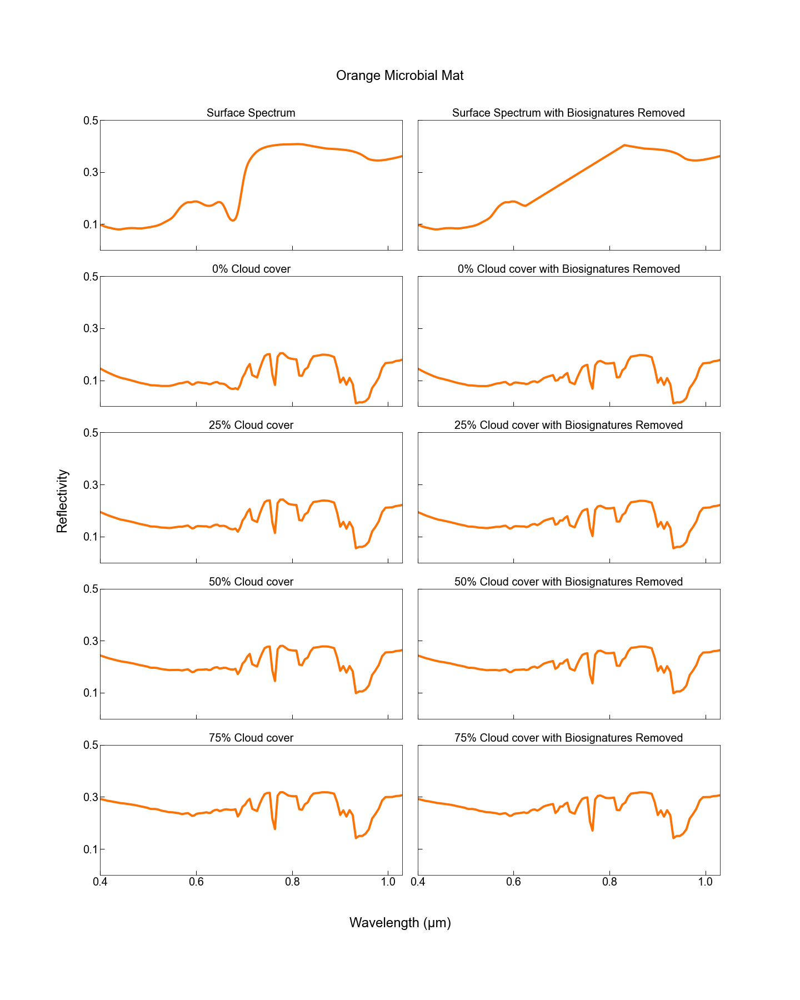 Orange Microbial Mat
Surface Spectrum
Surface Spectrum with Biosignatures Removed
0.5
0.3
0.1
0% Cloud cover
0% Cloud cover with Biosignatures Removed
0.5
0.3
0.1
25% Cloud cover
25% Cloud cover with Biosignatures Removed
0.5
0.3
0.1
Reflectivity
50% Cloud cover
50% Cloud cover with Biosignatures Removed
0.5
0.3
0.1
75% Cloud cover
75% Cloud cover with Biosignatures Removed
0.5
0.3
0.1
0.4 0.6 0.8 1.0
0.4 0.6 0.8 1.0
Wavelength (μm)